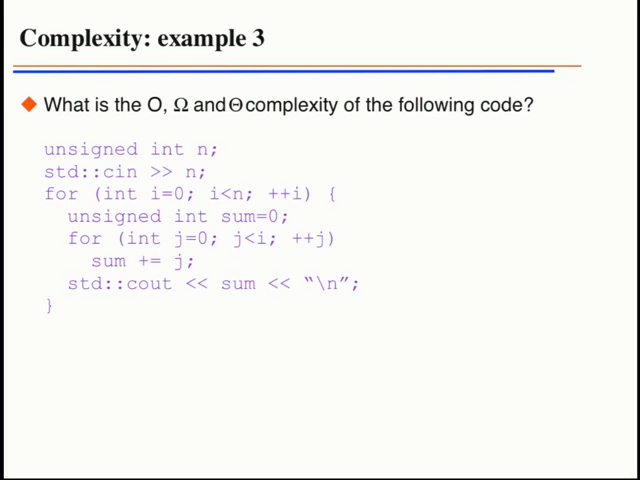 Complexity: example 3
What is the O, Ω and Θ complexity of the following code?
unsigned int n;
std::cin >> n;
for (int i=0; i<n; ++i) {
unsigned int sum=0;
for (int j=0; j<i; ++j)
sum += j;
std::cout << sum << “\n”;
}